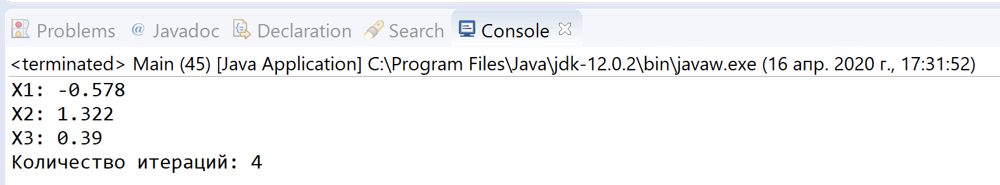 Problems @ Javadoc Declaration Search Console
<terminated> Main (45) [Java Application] C:\Program Files\Java\jdk-12.0.2\bin\javaw.exe (16 апр. 2020 г., 17:31:52)
X1: -0.578
X2: 1.322
X3: 0.39
Количество итераций: 4